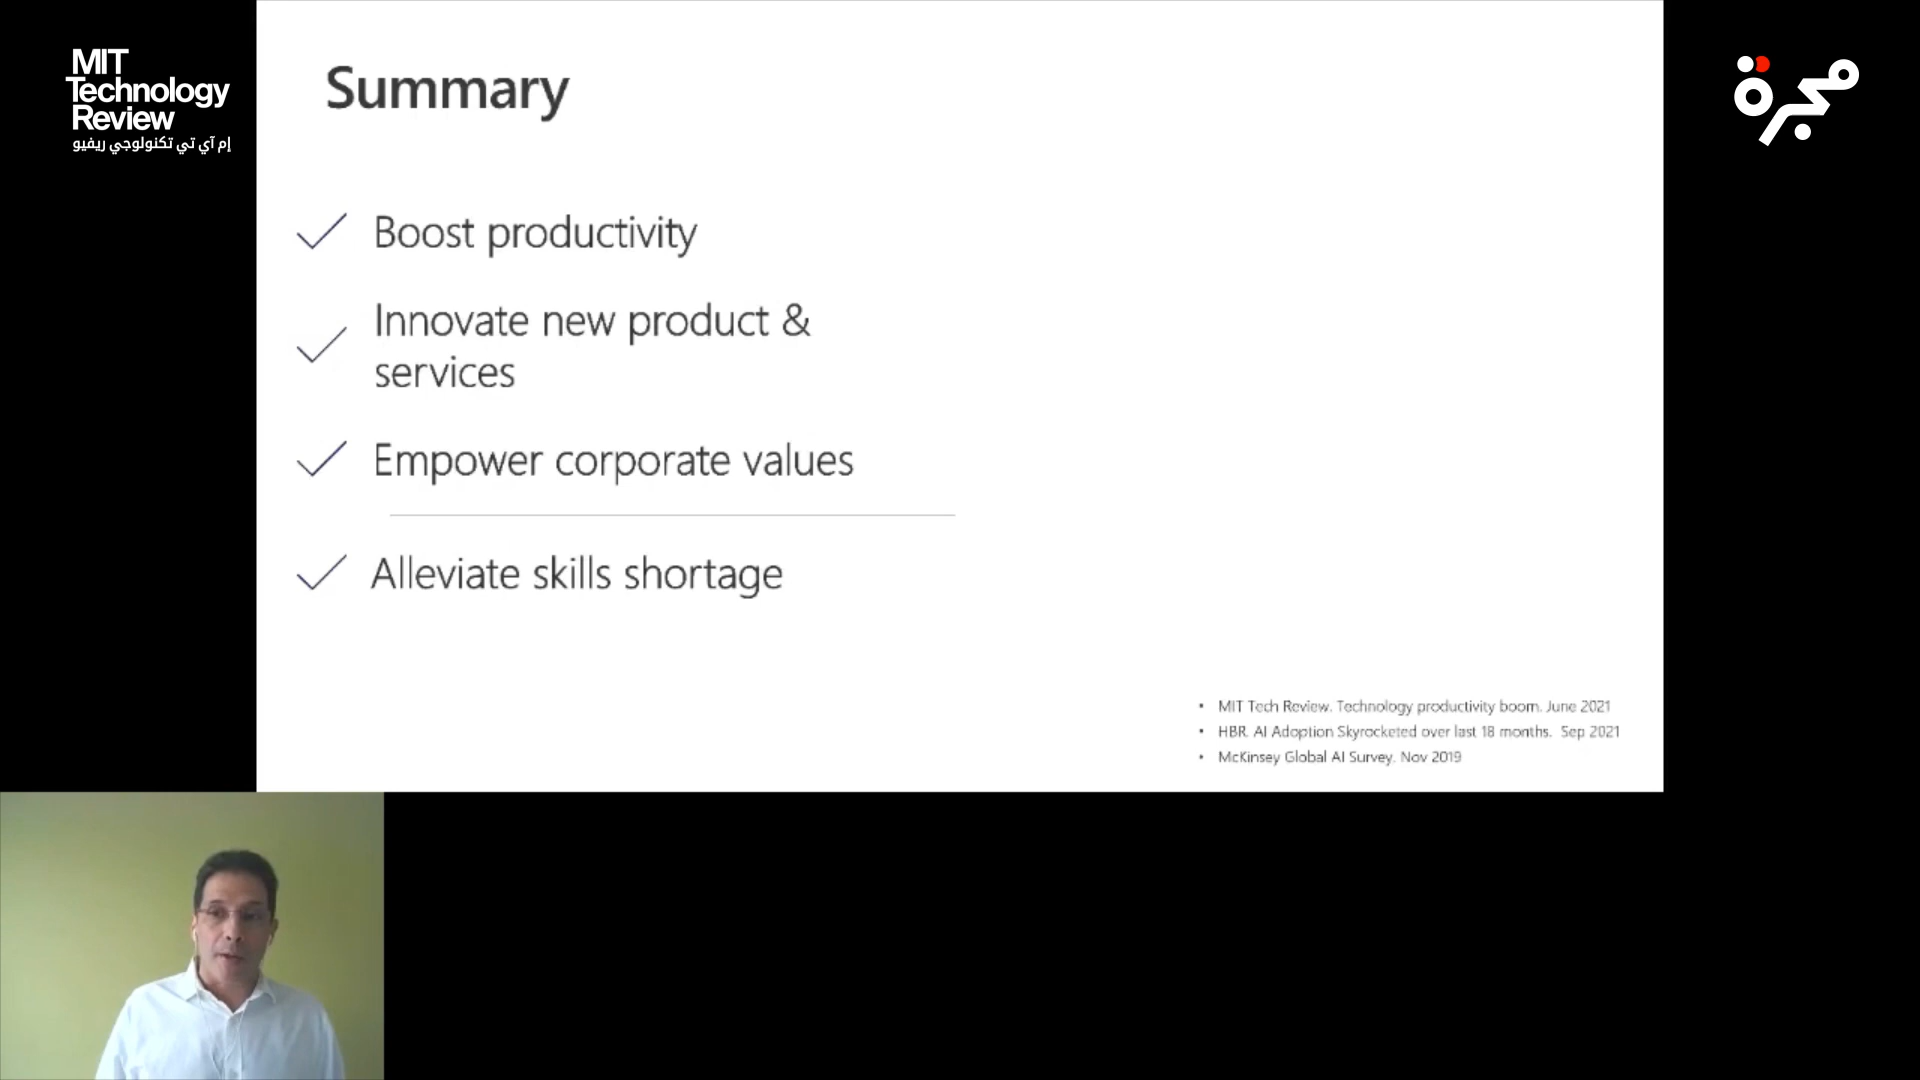 MIT
Technology
Review
إم آي تي تكنولوجي ريفيو
مجرة
Summary
Boost productivity
Innovate new product &
services
Empower corporate values
Alleviate skills shortage
• MIT Tech Review. Technology productivity boom. June 2021
• HBR. AI Adoption Skyrocketed over last 18 months. Sep 2021
• McKinsey Global AI Survey. Nov 2019